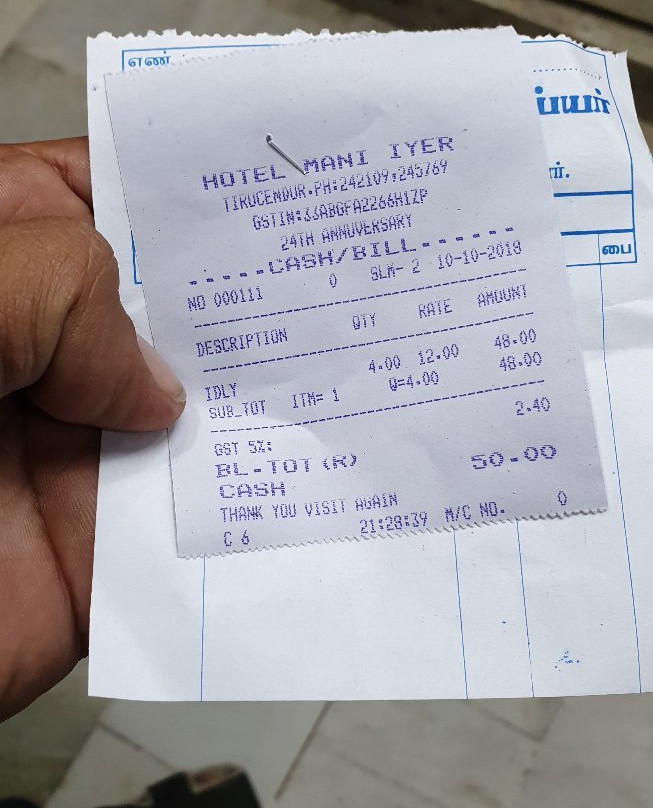 எண்
ப்யர்
பை
HOTEL MANI IYER
TIRUCENDUR.PH:242109,245769
GSTIN:33ABGFA2266H1ZP
24TH ANNUVERSARY
-----CASH/BILL------
NO 000111 0 SLM- 2 10-10-2018
DESCRIPTION QTY RATE AMOUNT
IDLY 4.00 12.00 48.00
SUB_TOT ITM= 1 Q=4.00 48.00
GST 5%: 2.40
BL-TOT(R) 50.00
CASH
THANK YOU VISIT AGAIN
C 6 21:28:39 M/C NO. 0